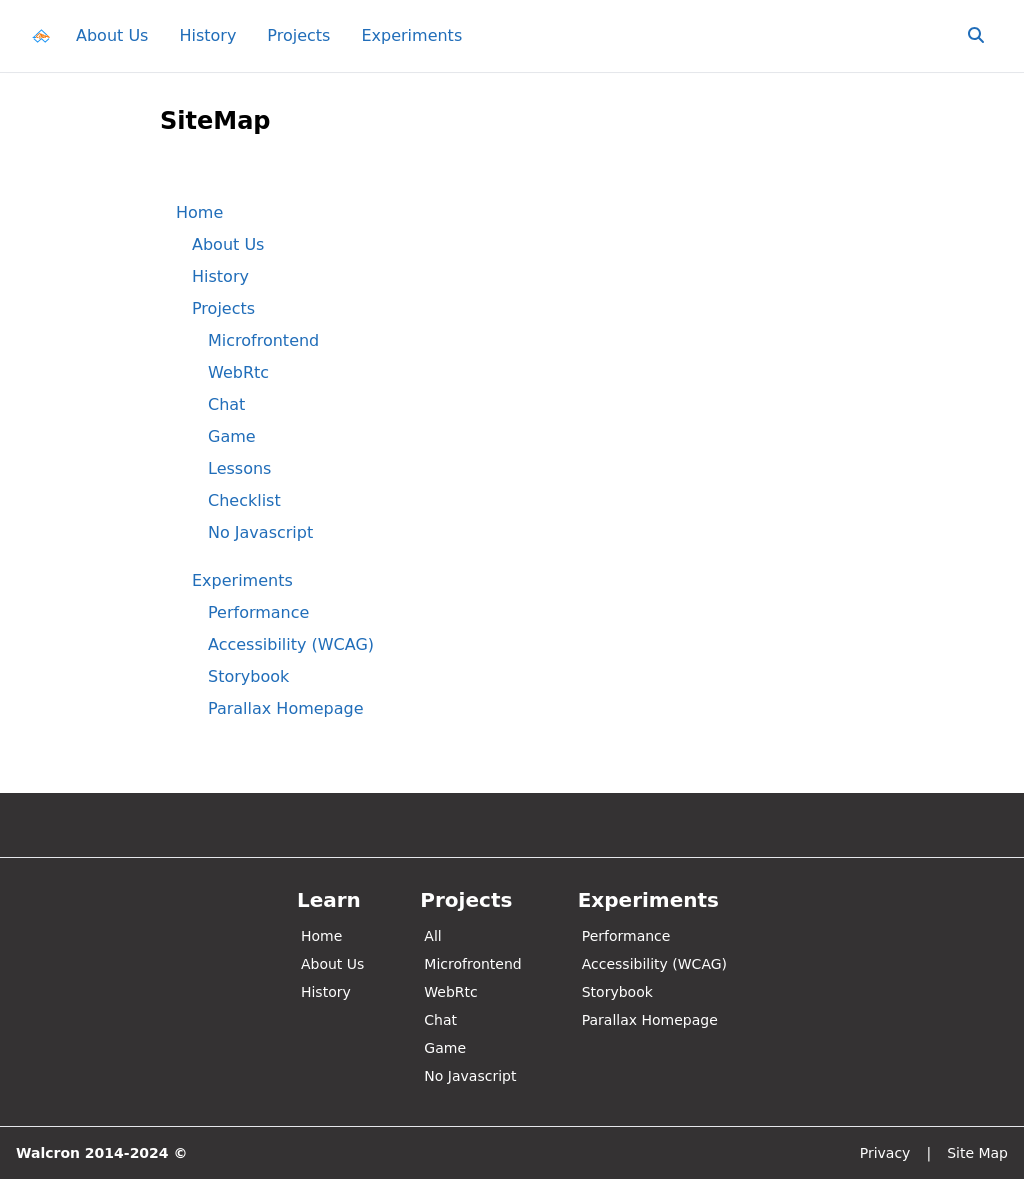 About Us History Projects Experiments
SiteMap
Home
About Us
History
Projects
Microfrontend
WebRtc
Chat
Game
Lessons
Checklist
No Javascript
Experiments
Performance
Accessibility (WCAG)
Storybook
Parallax Homepage
Learn
Home
About Us
History
Projects
All
Microfrontend
WebRtc
Chat
Game
No Javascript
Experiments
Performance
Accessibility (WCAG)
Storybook
Parallax Homepage
Walcron 2014-2024 ©
Privacy | Site Map